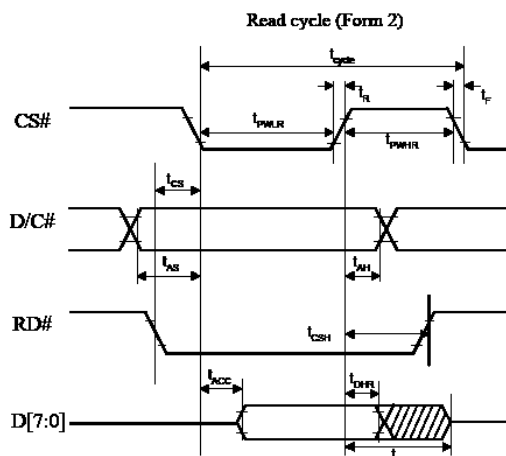 Read cycle (Form 2)
tcycle
tR
tF
CS#
tPWLR
tPWHR
tCS
D/C#
tAS
tAH
RD#
tCSH
tACC
tDHR
D[7:0]
t